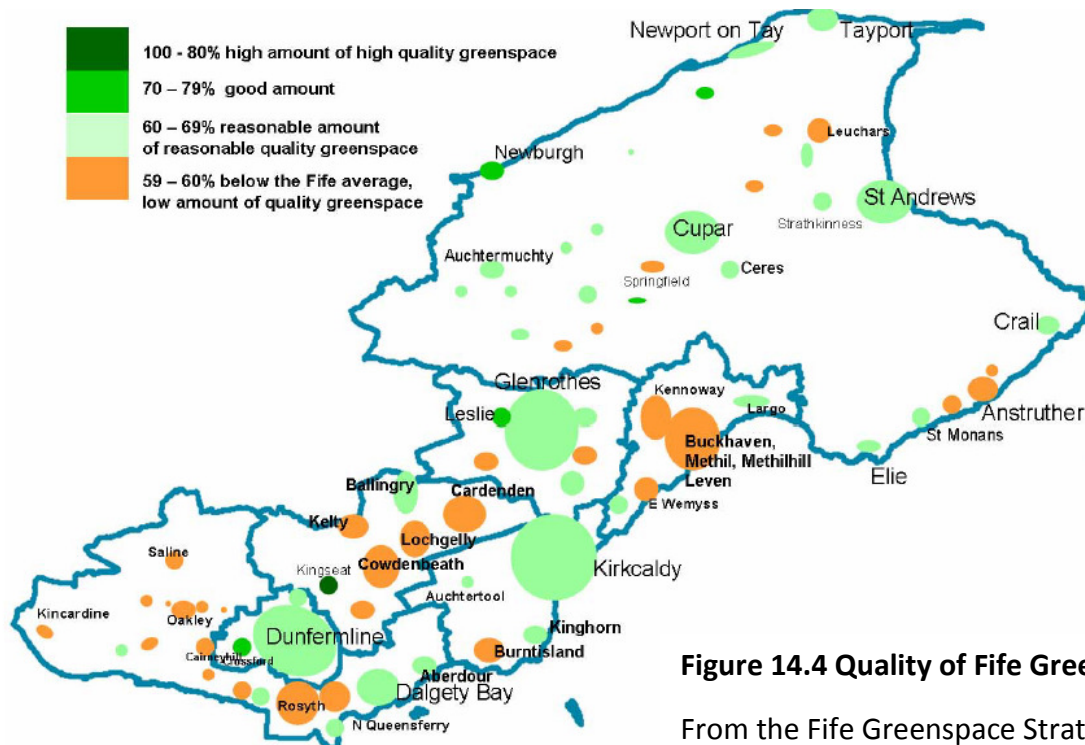 100 - 80% high amount of high quality greenspace
70 – 79% good amount
60 – 69% reasonable amount
of reasonable quality greenspace
59 – 60% below the Fife average,
low amount of quality greenspace
Newport on Tay
Tayport
Leuchars
Newburgh
St Andrews
Strathkinness
Cupar
Auchtermuchty
Ceres
Springfield
Crail
Glenrothes
Kennoway
Leslie
Largo
Anstruther
St Monans
Buckhaven,
Methil, Methilhill
Leven
Elie
Ballingry
Cardenden
E Wemyss
Kelty
Lochgelly
Saline
Cowdenbeath
Kingseat
Kirkcaldy
Auchtertool
Kincardine
Oakley
Dunfermline
Kinghorn
Cairneyhill
Crossford
Burntisland
Aberdour
Dalgety Bay
Rosyth
N Queensferry
Figure 14.4 Quality of Fife Gree
From the Fife Greenspace Strat